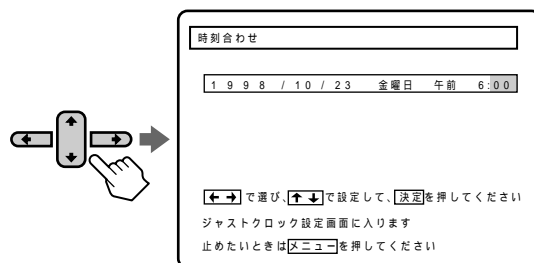 時刻合わせ
1998/10/23 金曜日 午前 6:00
←→で選び、↑↓で設定して、決定を押してください
ジャストクロック設定画面に入ります
止めたいときはメニューを押してください